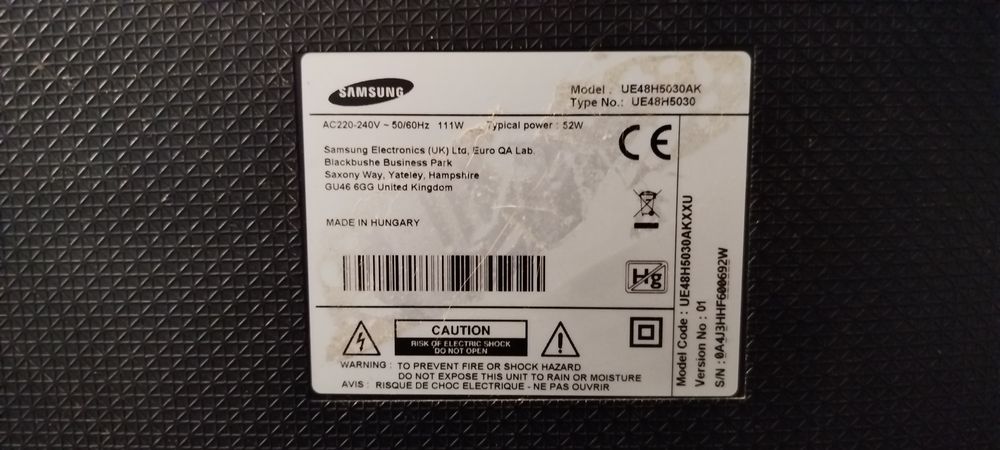 SAMSUNG
Model : UE48H5030AK
Type No.: UE48H5030
AC220-240V ~ 50/60Hz 111W Typical power : 52W
Samsung Electronics (UK) Ltd, Euro QA Lab.
Blackbushe Business Park
Saxony Way, Yateley, Hampshire
GU46 6GG United Kingdom
MADE IN HUNGARY
CE
Hg
CAUTION
RISK OF ELECTRIC SHOCK
DO NOT OPEN
WARNING : TO PREVENT FIRE OR SHOCK HAZARD
DO NOT EXPOSE THIS UNIT TO RAIN OR MOISTURE
AVIS : RISQUE DE CHOC ELECTRIQUE - NE PAS OUVRIR
Model Code : UE48H5030AKXXU
Version No : 01
S/N : 0A4J3HHF600692W